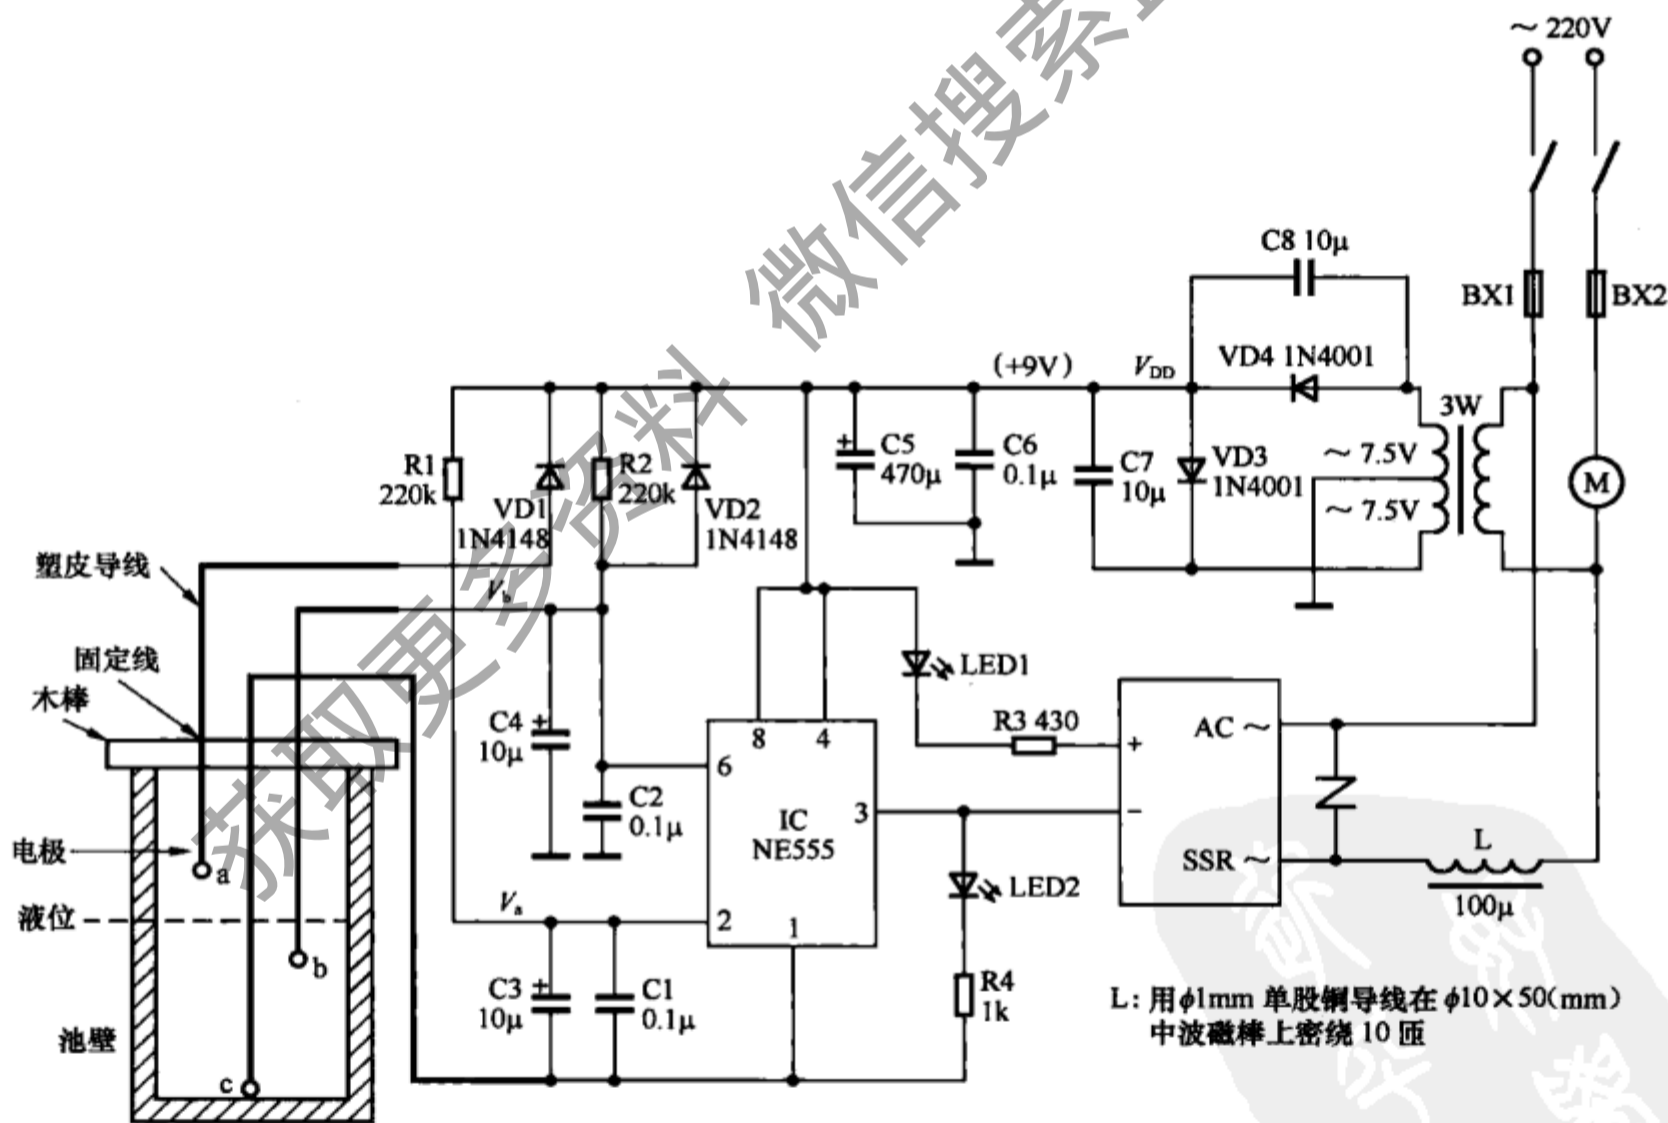 ～ 220V
C8 10μ
BX1
BX2
(+9V)
VDD
VD4 1N4001
3W
R1
220k
VD1
1N4148
R2
220k
VD2
1N4148
C5
470μ
C6
0.1μ
C7
10μ
VD3
1N4001
～ 7.5V
～ 7.5V
M
塑皮导线
Vb
固定线
木棒
C4
10μ
+
8
4
LED1
R3 430
+
AC ～
6
C2
0.1μ
IC
NE555
3
−
电极
a
SSR ～
L
100μ
LED2
液位
Va
2
1
b
C3
10μ
+
C1
0.1μ
R4
1k
池壁
c
L: 用φ1mm 单股铜导线在 φ10×50(mm)
中波磁棒上密绕 10 匝
获取更多资料 微信搜索